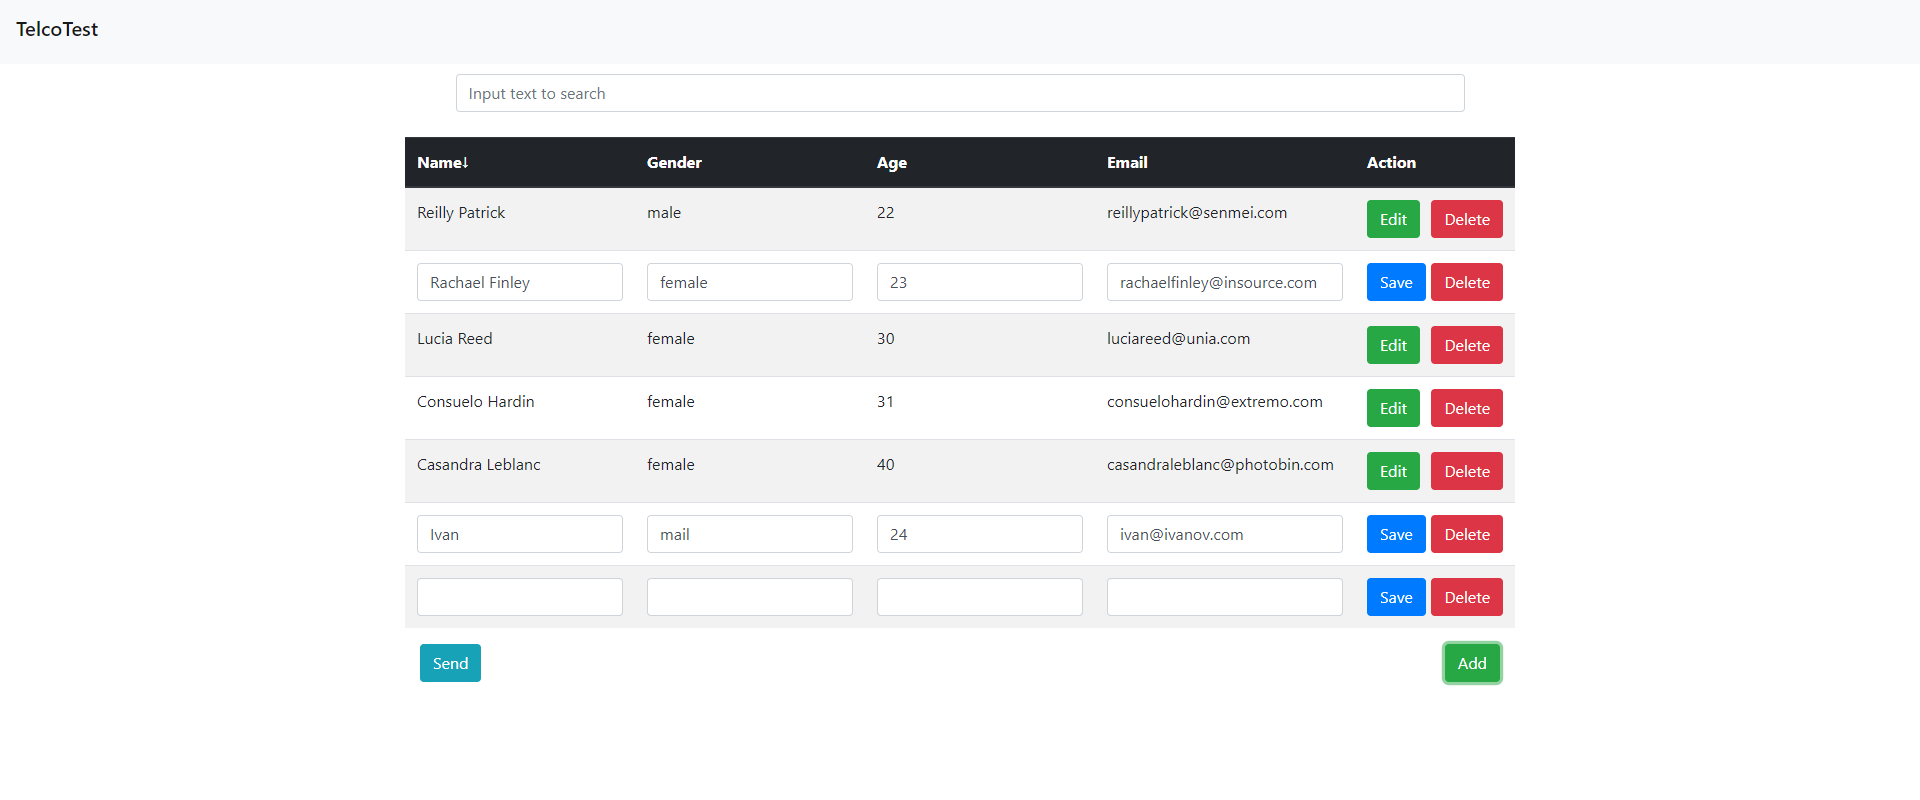 TelcoTest
Input text to search
Name↓ Gender Age Email Action
Reilly Patrick male 22 reillypatrick@senmei.com Edit Delete
Rachael Finley female 23 rachaelfinley@insource.com Save Delete
Lucia Reed female 30 luciareed@unia.com Edit Delete
Consuelo Hardin female 31 consuelohardin@extremo.com Edit Delete
Casandra Leblanc female 40 casandraleblanc@photobin.com Edit Delete
Ivan mail 24 ivan@ivanov.com Save Delete
Save Delete
Send Add